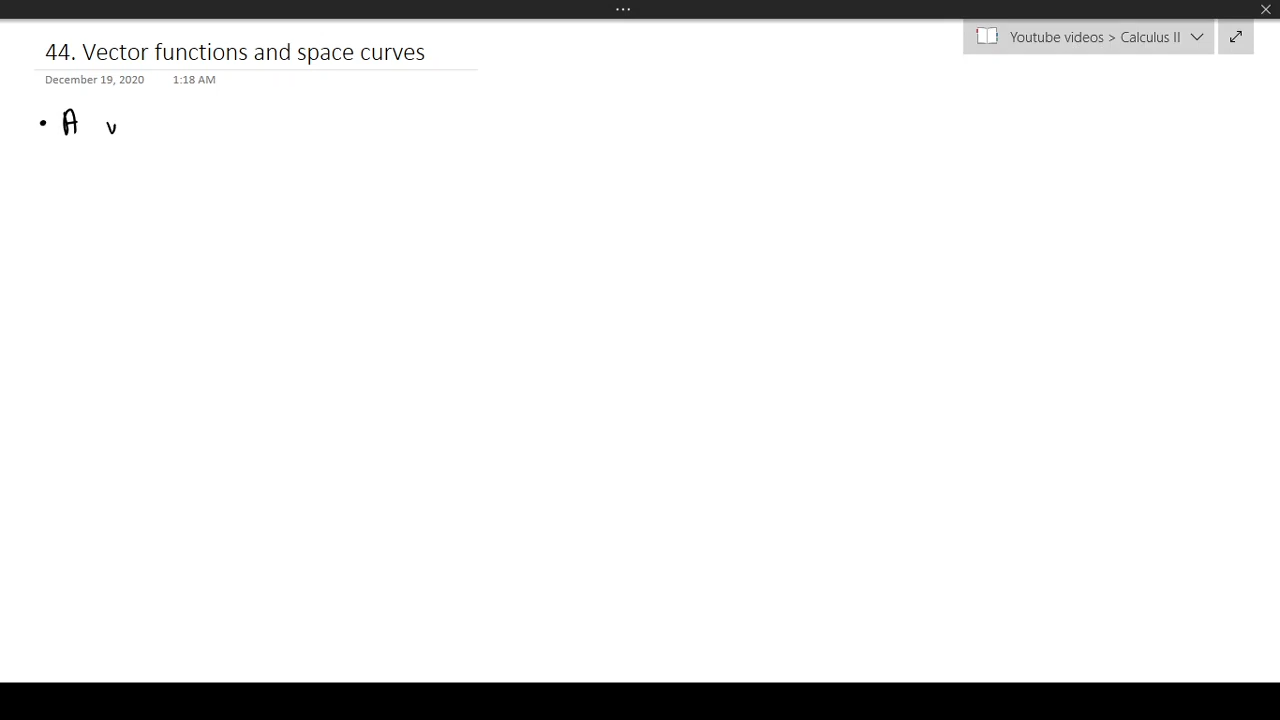 44. Vector functions and space curves
Youtube videos > Calculus II
December 19, 2020 1:18 AM
• A v